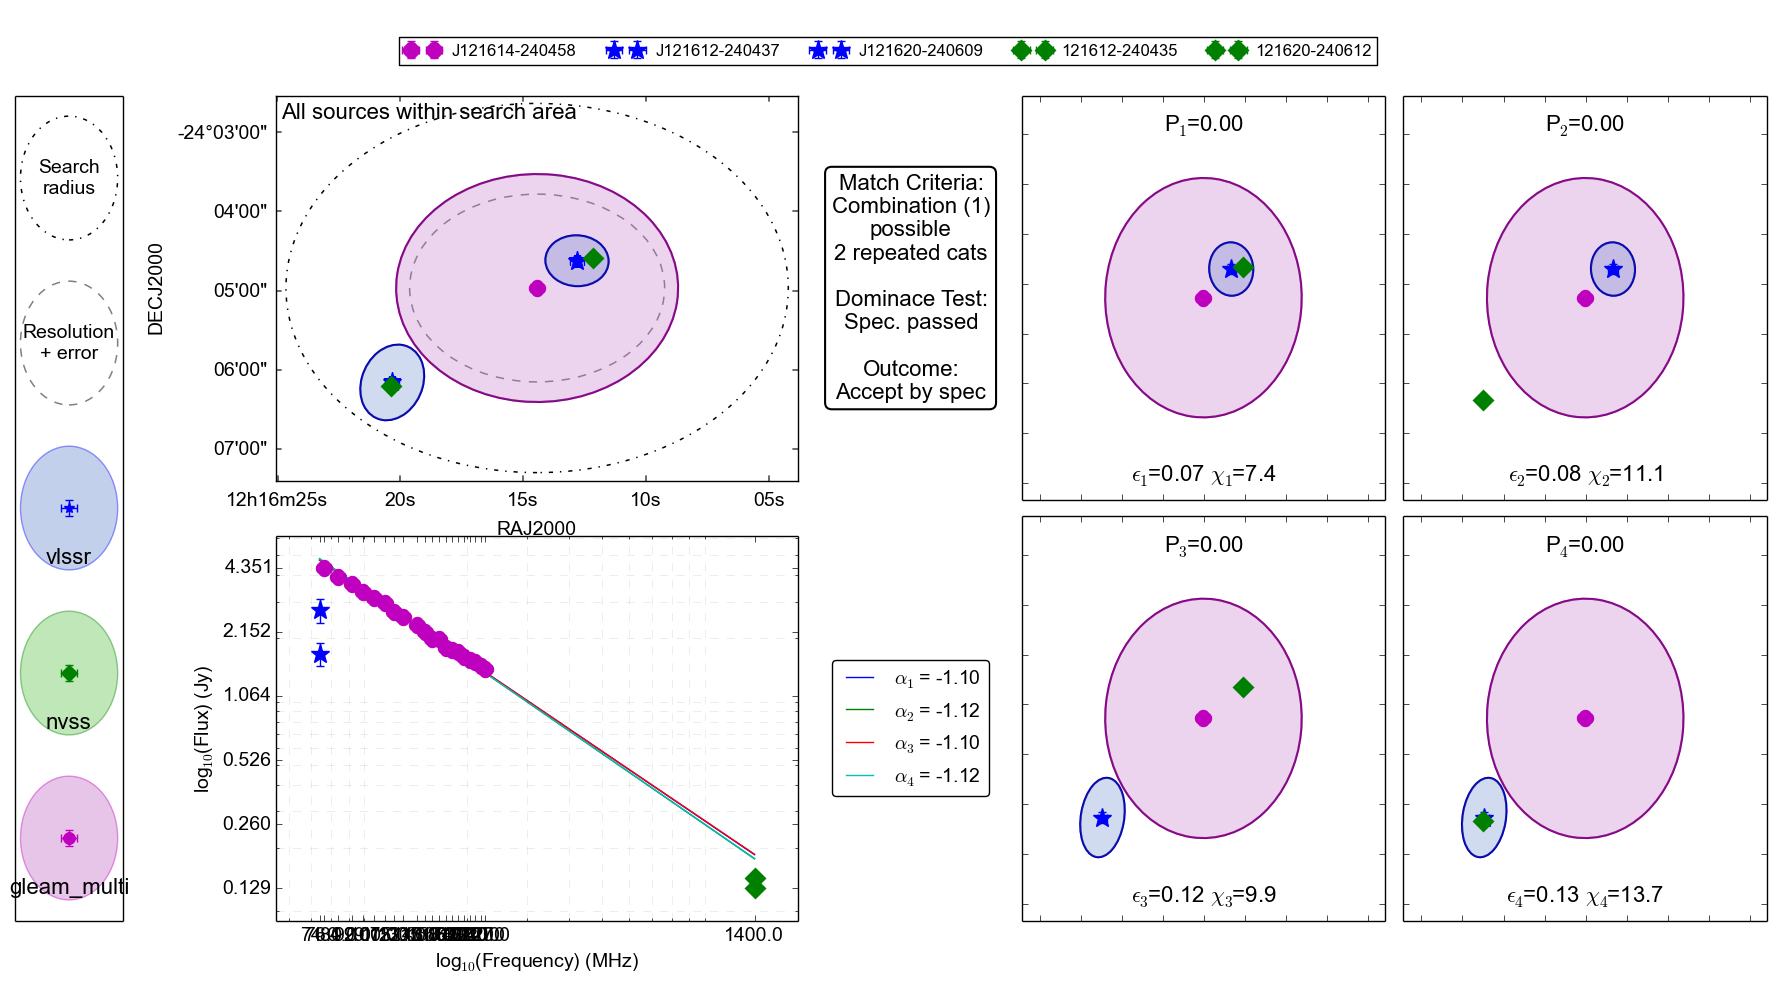 J121614-240458 J121612-240437 J121620-240609 121612-240435 121620-240612
Search
radius
Resolution
+ error
vlssr
nvss
gleam_multi
All sources within search area
DECJ2000
-24°03'00"
04'00"
05'00"
06'00"
07'00"
12h16m25s 20s 15s 10s 05s
RAJ2000
Match Criteria:
Combination (1)
possible
2 repeated cats
Dominace Test:
Spec. passed
Outcome:
Accept by spec
P₁=0.00
ϵ₁=0.07 χ₁=7.4
P₂=0.00
ϵ₂=0.08 χ₂=11.1
log₁₀(Flux) (Jy)
4.351
2.152
1.064
0.526
0.260
0.129
1400.0
log₁₀(Frequency) (MHz)
α₁ = -1.10
α₂ = -1.12
α₃ = -1.10
α₄ = -1.12
P₃=0.00
ϵ₃=0.12 χ₃=9.9
P₄=0.00
ϵ₄=0.13 χ₄=13.7